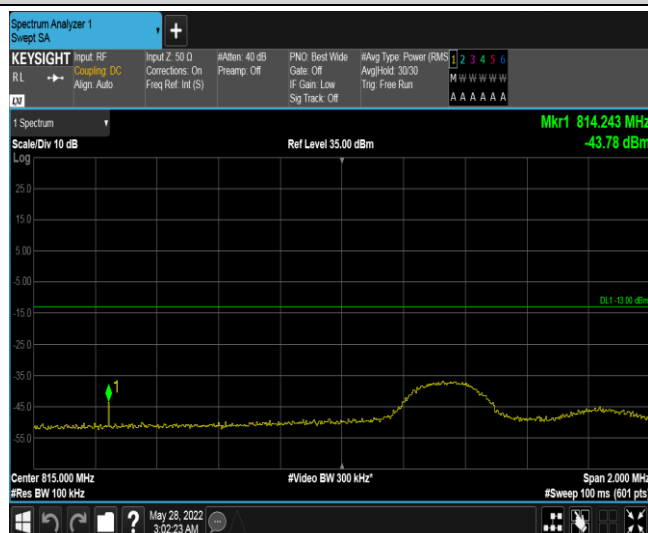 Spectrum Analyzer 1
Swept SA
+
KEYSIGHT
R L
LXI
Input: RF
Coupling: DC
Align: Auto
Input Z: 50 Ω
Corrections: On
Freq Ref: Int (S)
#Atten: 40 dB
Preamp: Off
PNO: Best Wide
Gate: Off
IF Gain: Low
Sig Track: Off
#Avg Type: Power (RMS
Avg|Hold: 30/30
Trig: Free Run
1 2 3 4 5 6
M W W W W W
A A A A A A
1 Spectrum
Mkr1 814.243 MHz
-43.78 dBm
Scale/Div 10 dB
Ref Level 35.00 dBm
Log
25.0
15.0
5.00
-5.00
DL1 -13.00 dBm
-15.0
-25.0
-35.0
1
-45.0
-55.0
Center 815.000 MHz
#Video BW 300 kHz*
Span 2.000 MHz
#Res BW 100 kHz
#Sweep 100 ms (601 pts)
?
May 28, 2022
3:02:23 AM